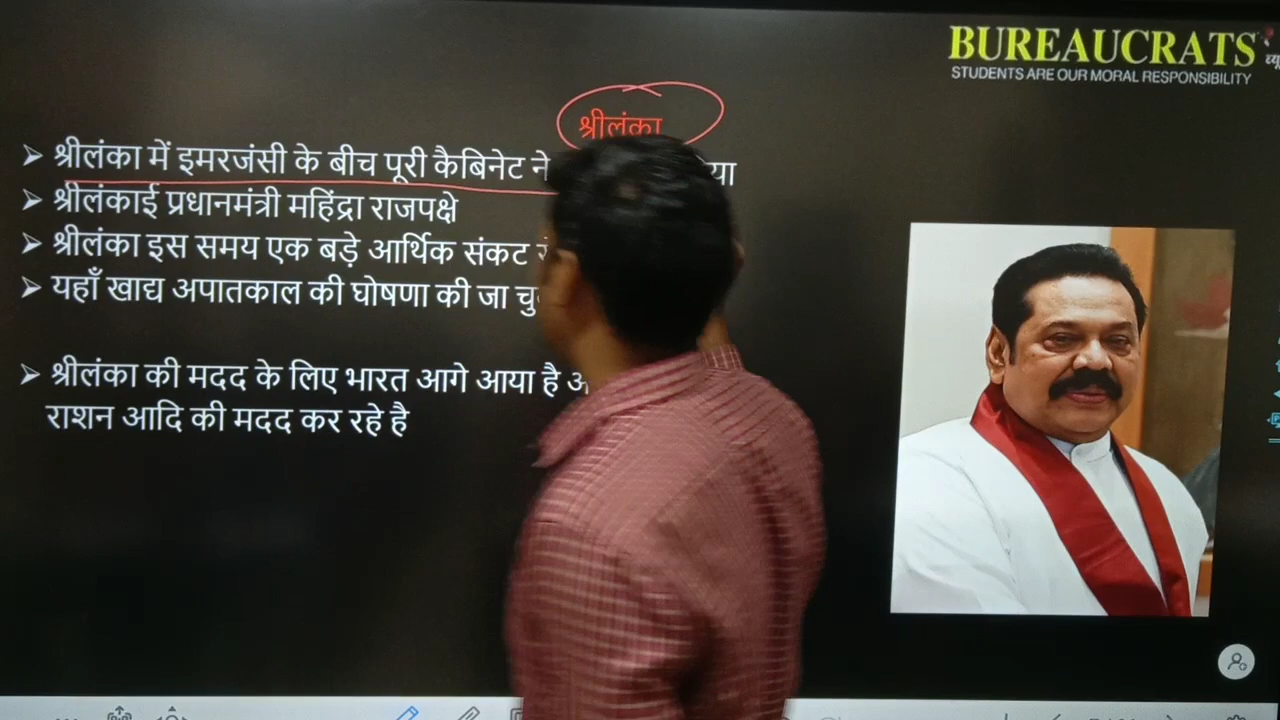 BUREAUCRATS
STUDENTS ARE OUR MORAL RESPONSIBILITY
श्रीलंका
➢ श्रीलंका में इमरजंसी के बीच पूरी कैबिनेट ने
➢ श्रीलंकाई प्रधानमंत्री महिंद्रा राजपक्षे
➢ श्रीलंका इस समय एक बड़े आर्थिक संकट
➢ यहाँ खाद्य अपातकाल की घोषणा की जा
➢ श्रीलंका की मदद के लिए भारत आगे आया है
राशन आदि की मदद कर रहे है